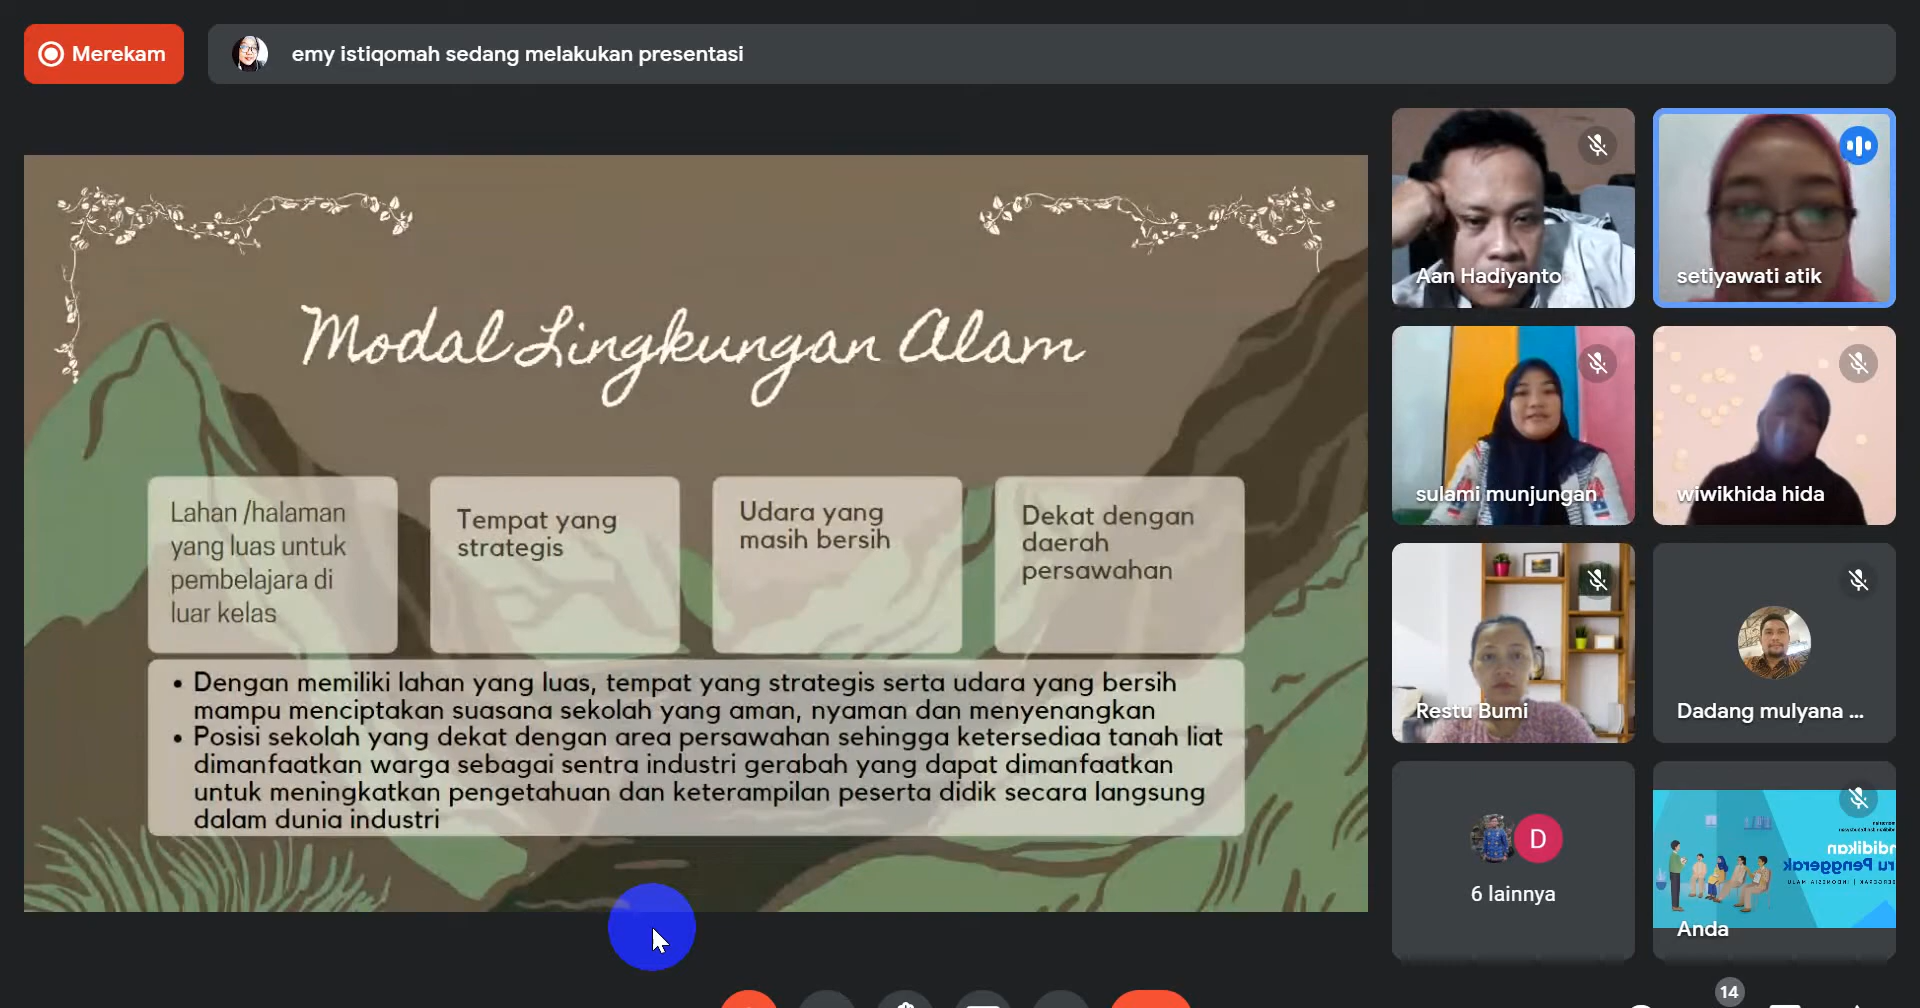 Merekam
emy istiqomah sedang melakukan presentasi
Modal Lingkungan Alam
Lahan /halaman
yang luas untuk
pembelajara di
luar kelas
Tempat yang
strategis
Udara yang
masih bersih
Dekat dengan
daerah
persawahan
• Dengan memiliki lahan yang luas, tempat yang strategis serta udara yang bersih
mampu menciptakan suasana sekolah yang aman, nyaman dan menyenangkan
• Posisi sekolah yang dekat dengan area persawahan sehingga ketersediaa tanah liat
dimanfaatkan warga sebagai sentra industri gerabah yang dapat dimanfaatkan
untuk meningkatkan pengetahuan dan keterampilan peserta didik secara langsung
dalam dunia industri
Aan Hadiyanto
setiyawati atik
sulami munjungan
wiwikhida hida
Restu Bumi
Dadang mulyana ...
D
6 lainnya
ndidikan
ru Penggerak
Anda
14